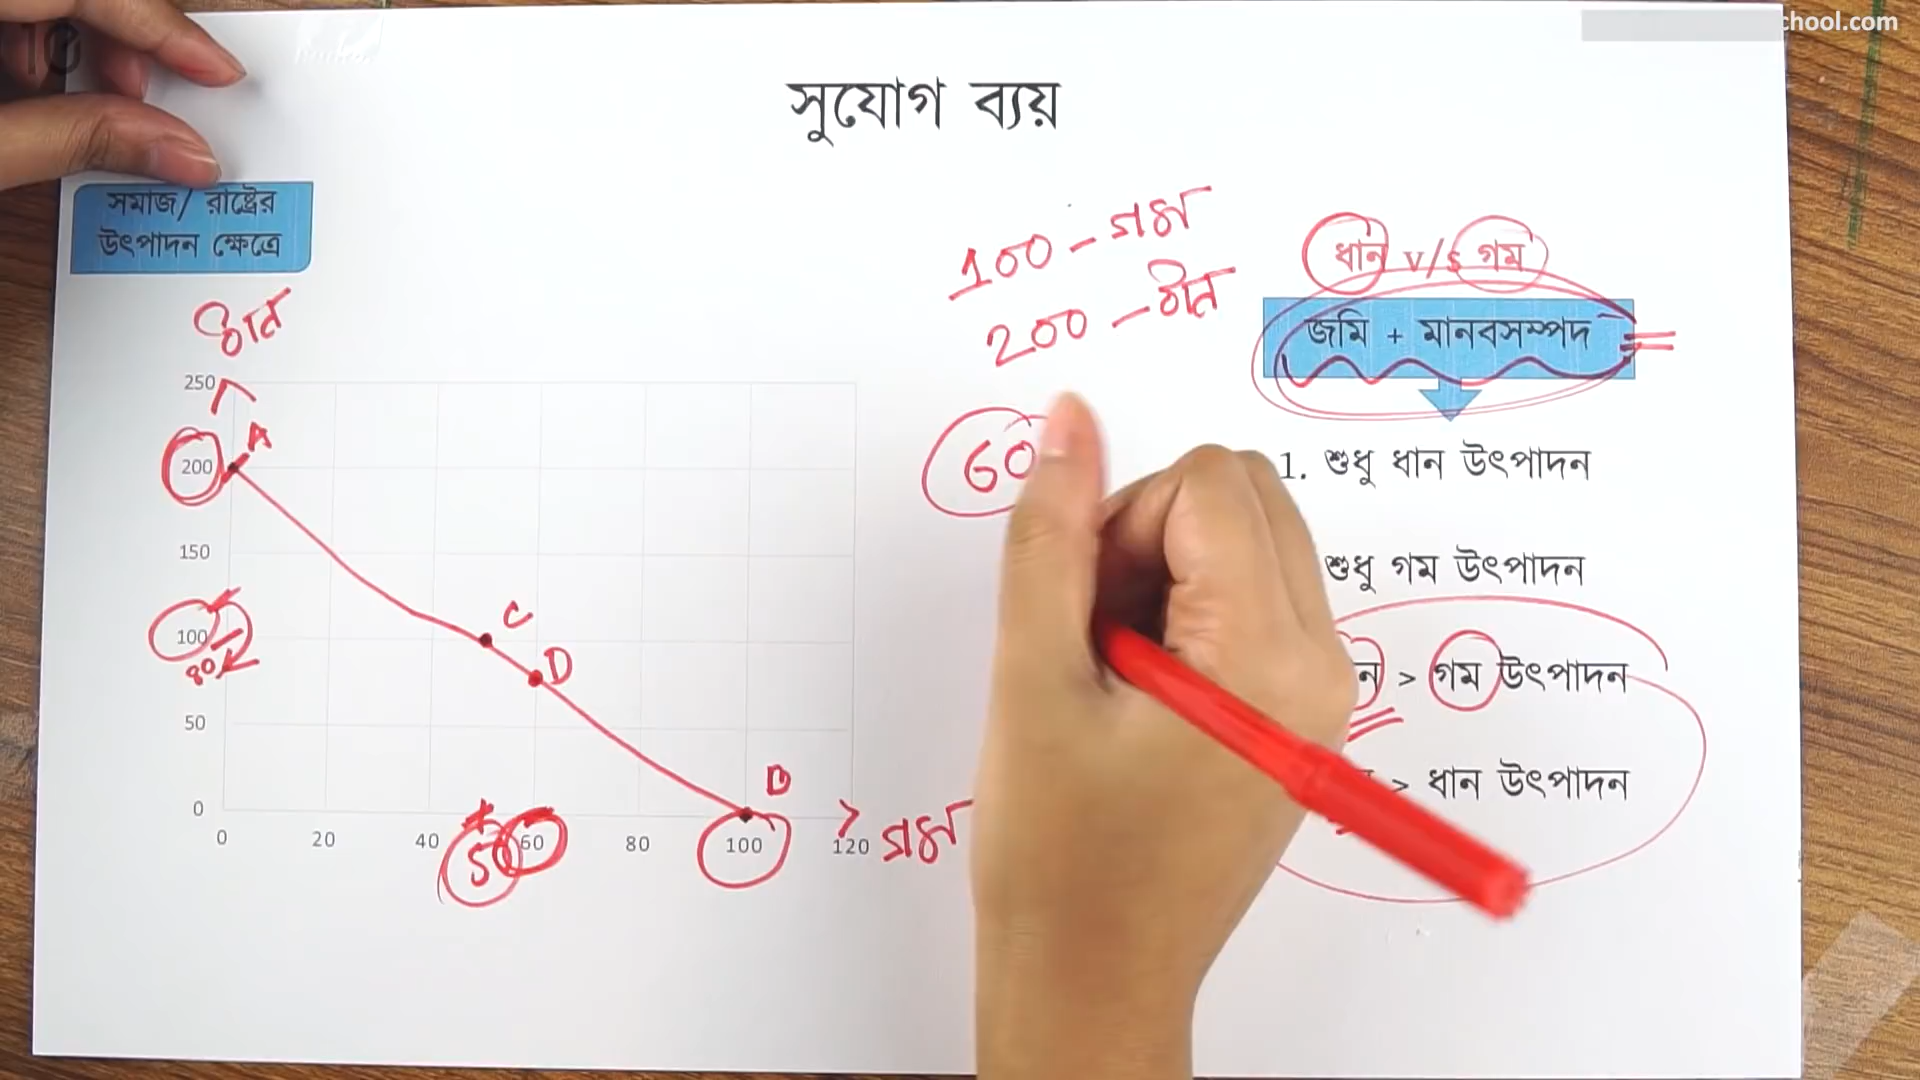 chool.com
10
সুযোগ ব্যয়
সমাজ/ রাষ্ট্রের
উৎপাদন ক্ষেত্রে
100 - গম
200 - ধান
60
ধান v/s গম
জমি + মানবসম্পদ
1. শুধু ধান উৎপাদন
শুধু গম উৎপাদন
ন > গম উৎপাদন
> ধান উৎপাদন
ধান
250
200
150
100
80
50
0
A
C
D
B
0 20 40 60 80 100 120
5
গম